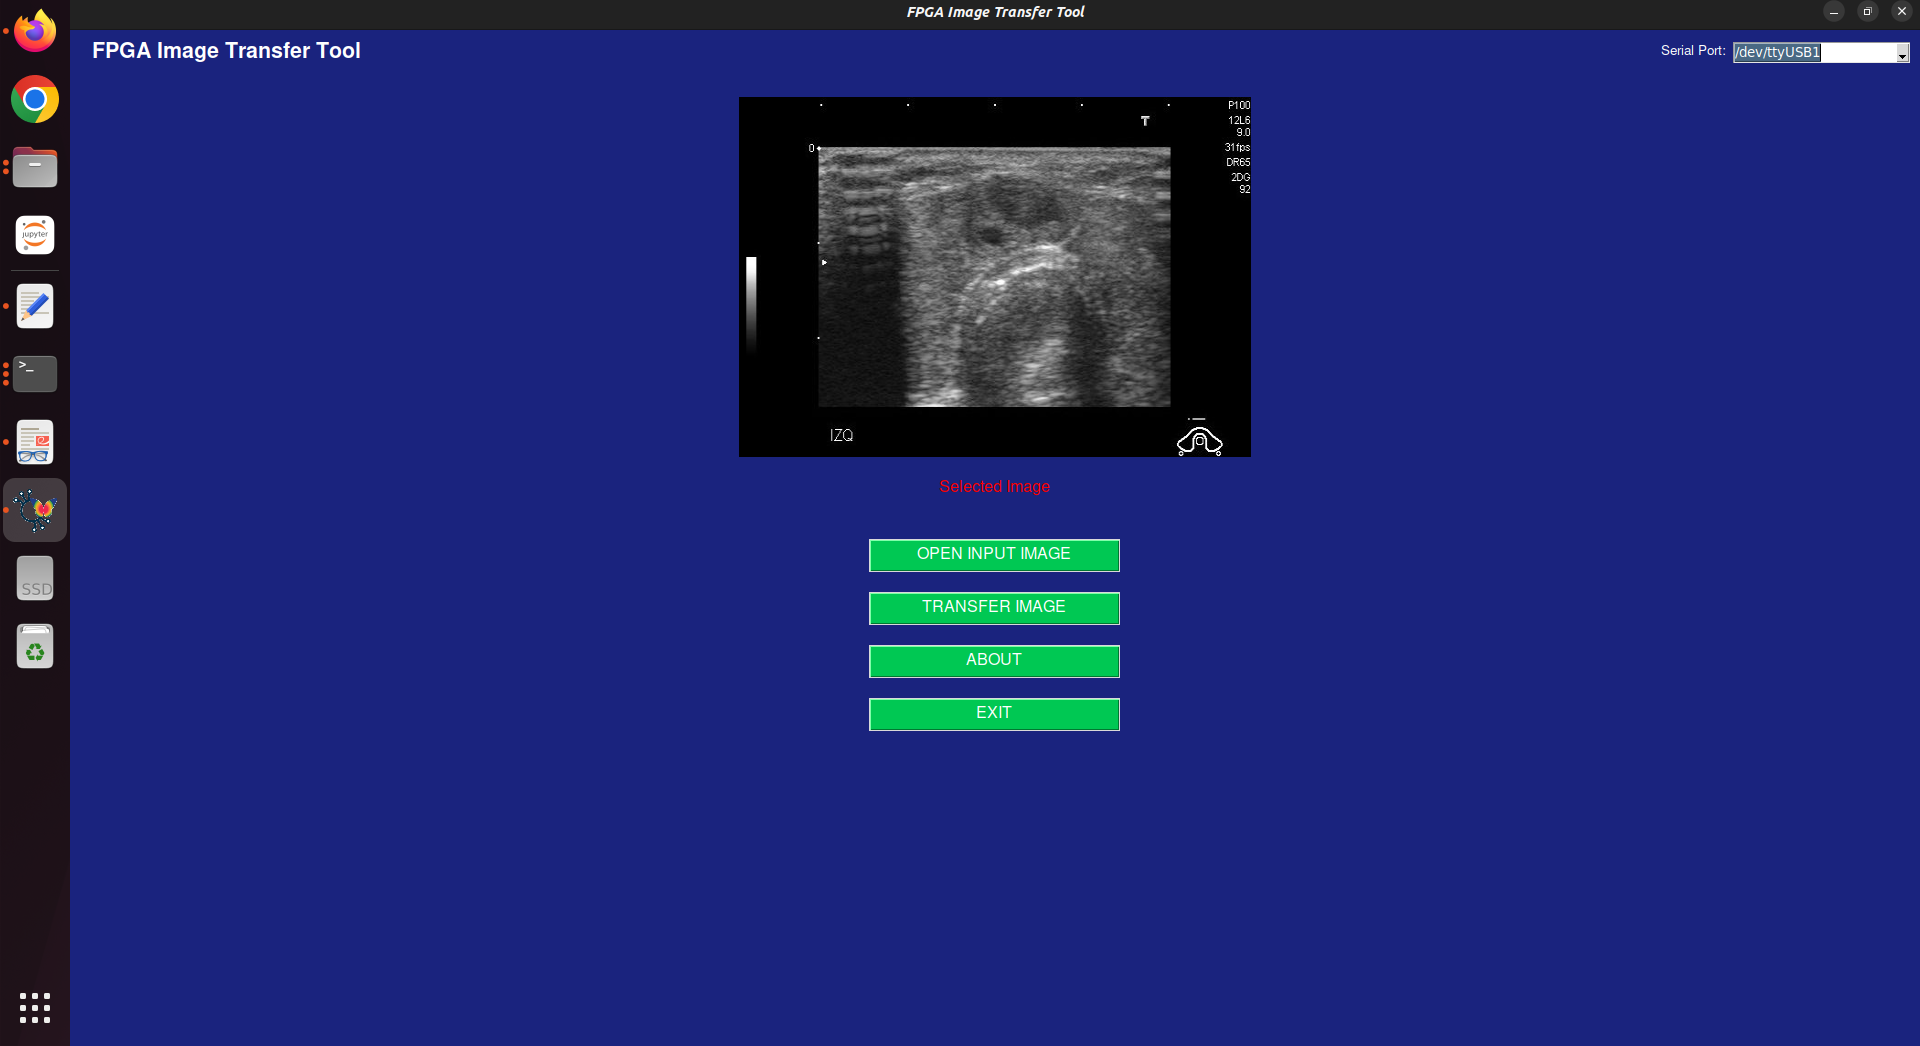 FPGA Image Transfer Tool
FPGA Image Transfer Tool
Serial Port: /dev/ttyUSB1
T
P100
12L6
9.0
31fps
DR65
2DG
92
0
IZQ
Selected Image
OPEN INPUT IMAGE
TRANSFER IMAGE
ABOUT
EXIT
jupyter
>_
SSD